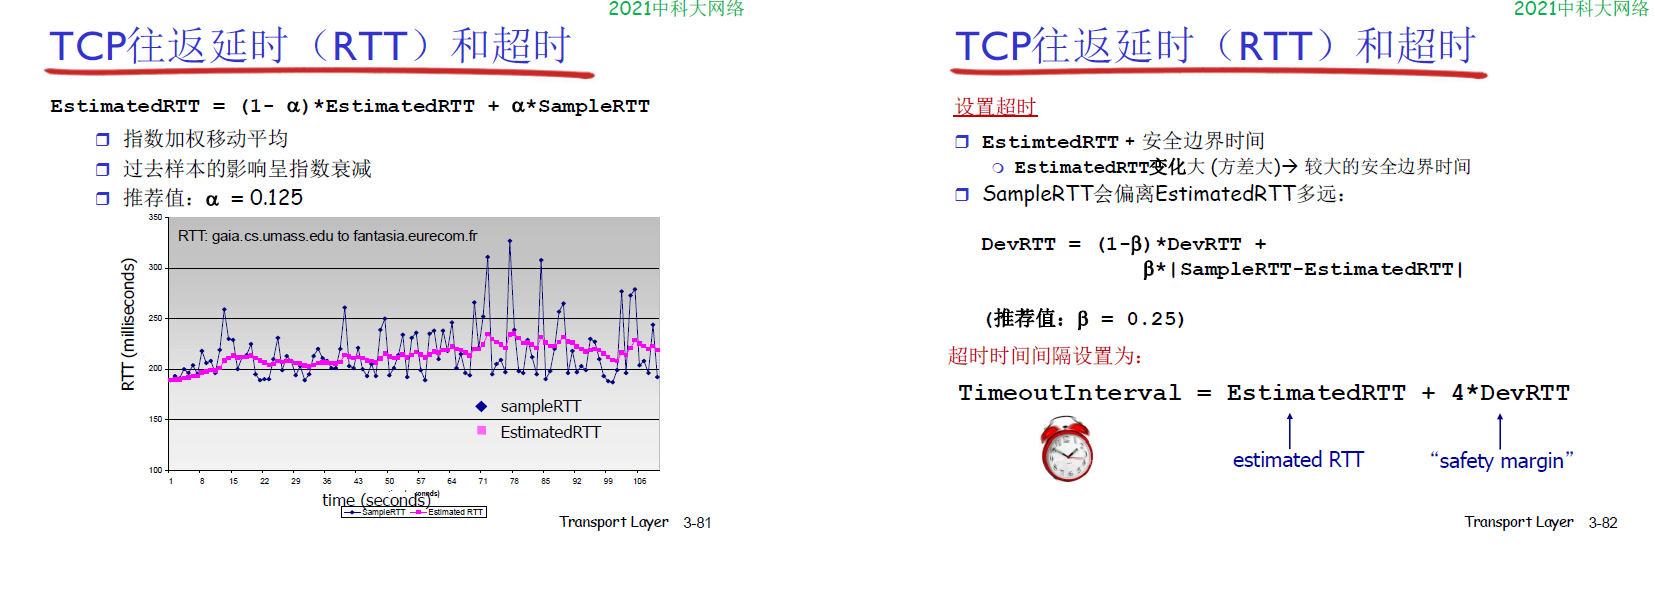 2021中科大网络
TCP往返延时（RTT）和超时
EstimatedRTT = (1- α)*EstimatedRTT + α*SampleRTT
❒ 指数加权移动平均
❒ 过去样本的影响呈指数衰减
❒ 推荐值：α = 0.125
RTT: gaia.cs.umass.edu to fantasia.eurecom.fr
RTT (milliseconds)
350
300
250
200
150
100
sampleRTT
EstimatedRTT
1 8 15 22 29 36 43 50 57 64 71 78 85 92 99 106
time (seconds)
SampleRTT Estimated RTT
Transport Layer 3-81
2021中科大网络
TCP往返延时（RTT）和超时
设置超时
❒ EstimtedRTT + 安全边界时间
❍ EstimatedRTT变化大 (方差大)→ 较大的安全边界时间
❒ SampleRTT会偏离EstimatedRTT多远：
DevRTT = (1-β)*DevRTT +
β*|SampleRTT-EstimatedRTT|
(推荐值：β = 0.25)
超时时间间隔设置为：
TimeoutInterval = EstimatedRTT + 4*DevRTT
estimated RTT “safety margin”
Transport Layer 3-82